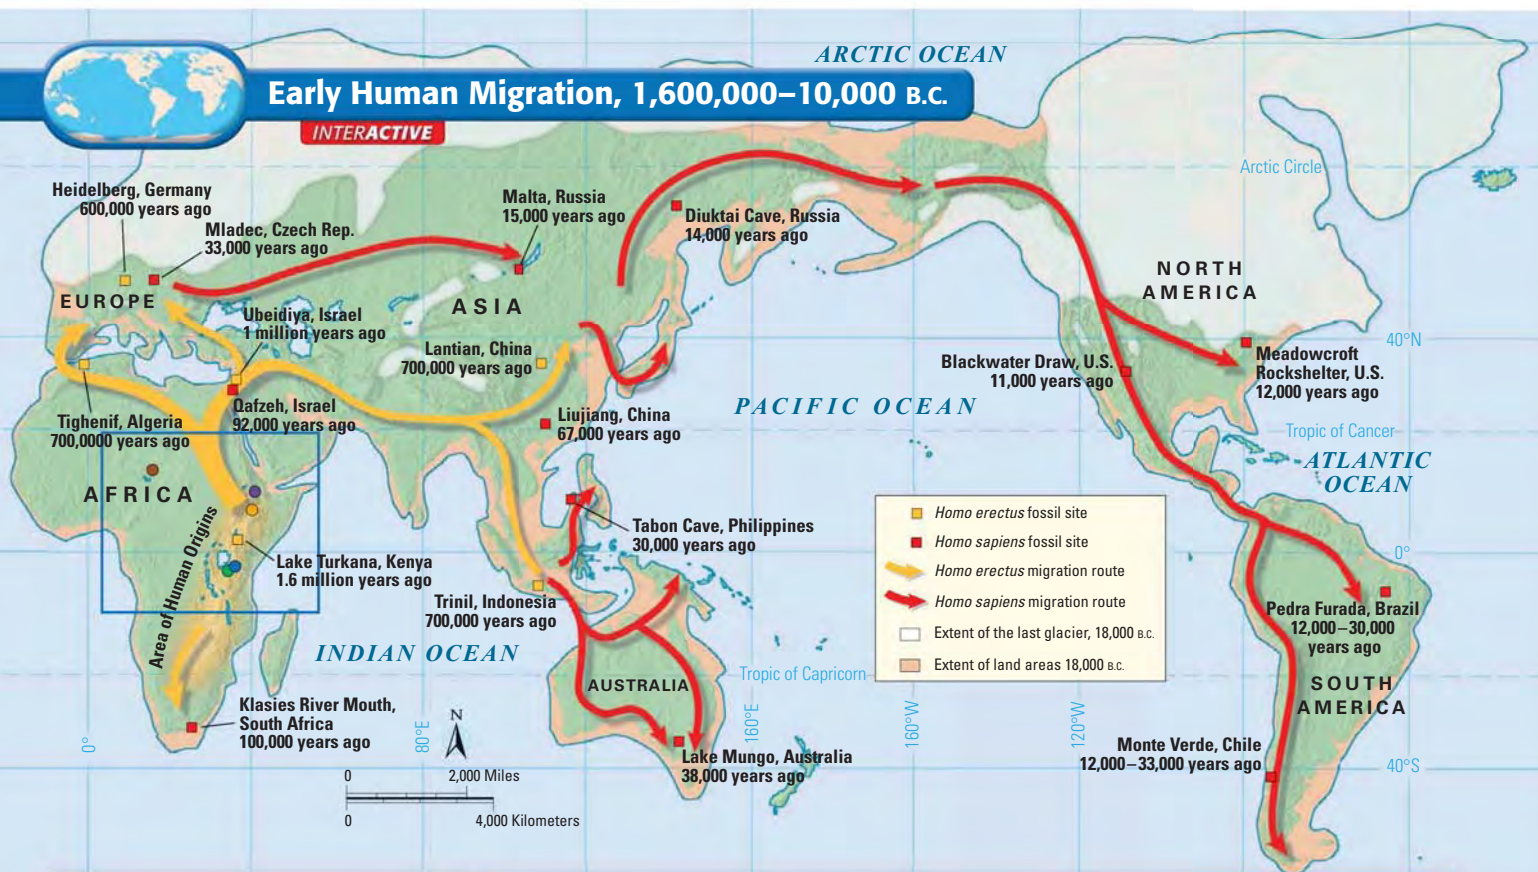 ARCTIC OCEAN
Early Human Migration, 1,600,000–10,000 B.C.
INTERACTIVE
Arctic Circle
Heidelberg, Germany
600,000 years ago
Mladec, Czech Rep.
33,000 years ago
Malta, Russia
15,000 years ago
Diuktai Cave, Russia
14,000 years ago
NORTH
AMERICA
EUROPE
ASIA
Ubeidiya, Israel
1 million years ago
Lantian, China
700,000 years ago
40°N
Blackwater Draw, U.S.
11,000 years ago
Meadowcroft
Rockshelter, U.S.
12,000 years ago
Qafzeh, Israel
92,000 years ago
Tighenif, Algeria
700,0000 years ago
Liujiang, China
67,000 years ago
PACIFIC OCEAN
Tropic of Cancer
ATLANTIC
OCEAN
AFRICA
Area of Human Origins
Tabon Cave, Philippines
30,000 years ago
Lake Turkana, Kenya
1.6 million years ago
Trinil, Indonesia
700,000 years ago
Homo erectus fossil site
Homo sapiens fossil site
Homo erectus migration route
Homo sapiens migration route
Extent of the last glacier, 18,000 B.C.
Extent of land areas 18,000 B.C.
0°
Pedra Furada, Brazil
12,000–30,000
years ago
INDIAN OCEAN
Tropic of Capricorn
AUSTRALIA
SOUTH
AMERICA
Klasies River Mouth,
South Africa
100,000 years ago
Lake Mungo, Australia
38,000 years ago
Monte Verde, Chile
12,000–33,000 years ago
40°S
0°
80°E
160°E
160°W
120°W
N
0 2,000 Miles
0 4,000 Kilometers